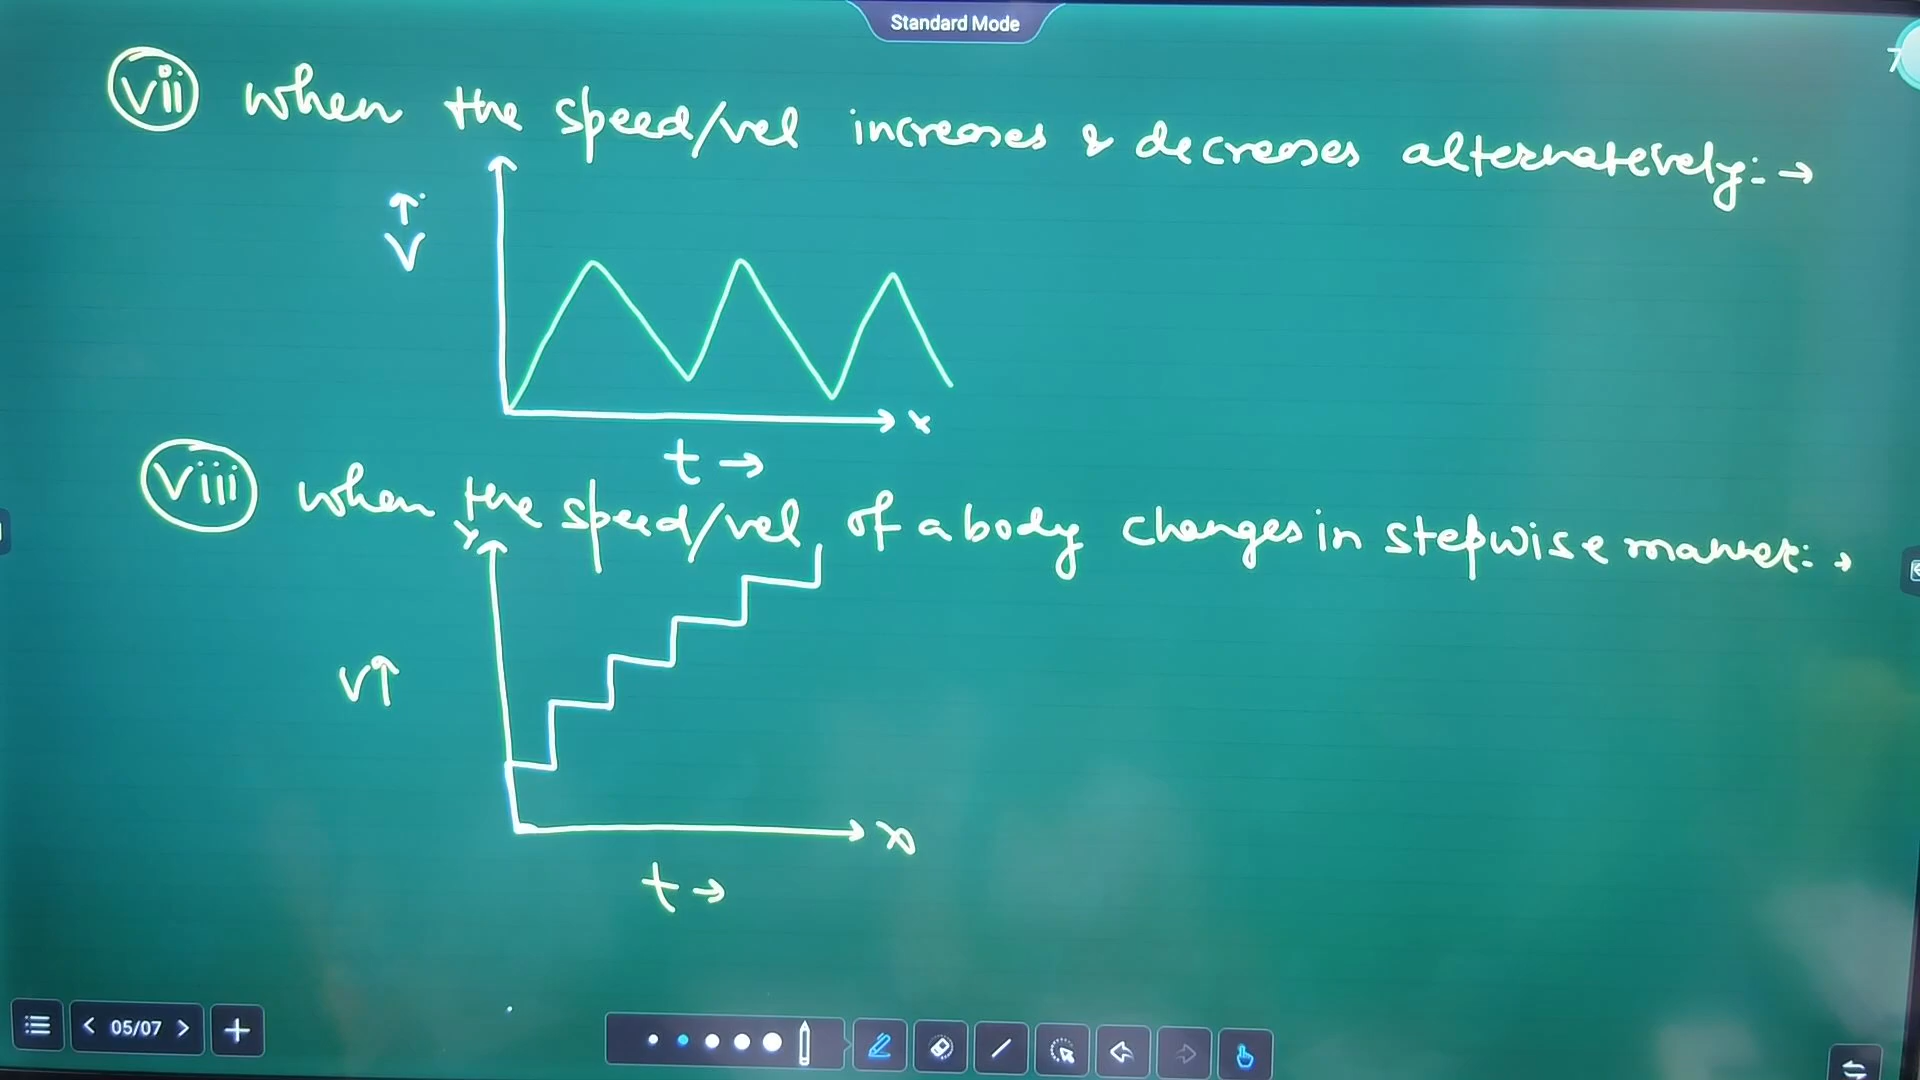 Standard Mode
7
vii when the speed/vel increases & decreases alternatively:- →
↑
V
x
t →
viii when the speed/vel of a body changes in stepwise manner:- →
y
v↑
x
t →
05/07